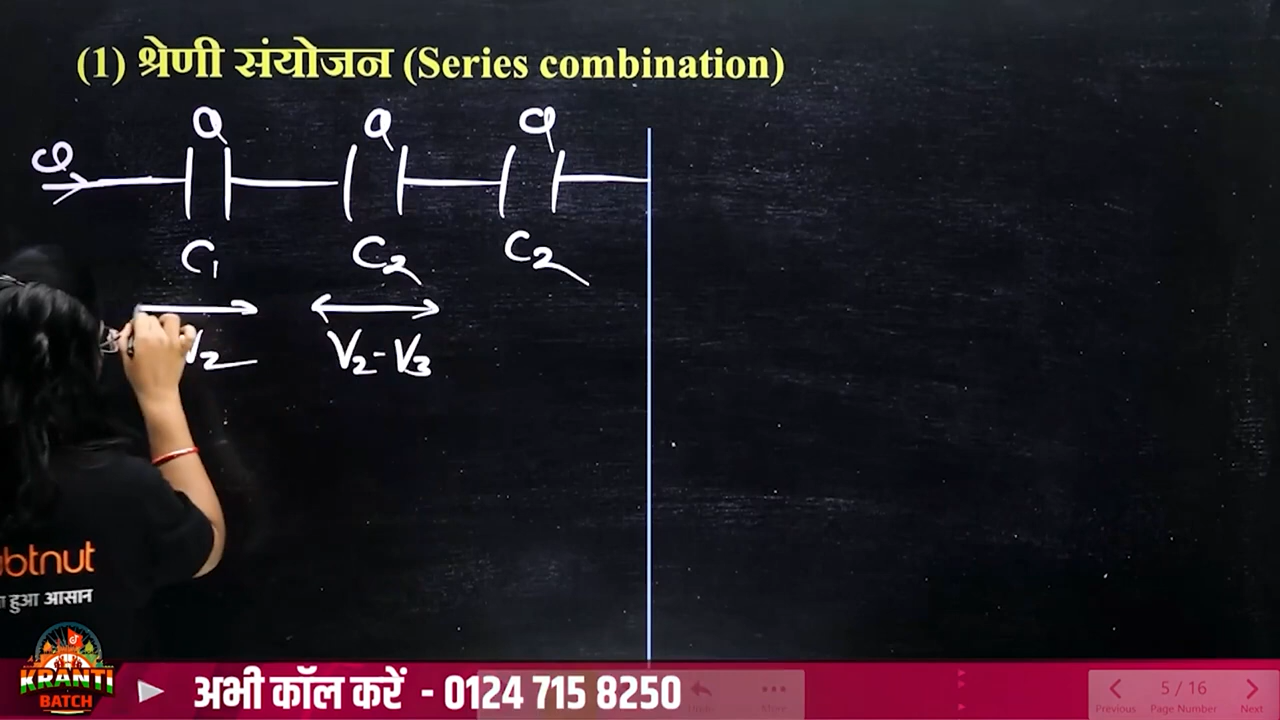 (1) श्रेणी संयोजन (Series combination)
Q Q Q Q
C₁ C₂ C₂
V₂ V₂-V₃
हुआ आसान
KRANTI
BATCH
अभी कॉल करें - 0124 715 8250
More
Previous
5 / 16
Page Number
Next